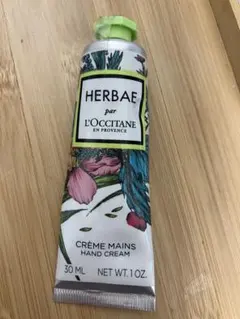 HERBAE
par
L'OCCITANE
EN PROVENCE
CRÈME MAINS
HAND CREAM
30 ML NET WT. 1 OZ.